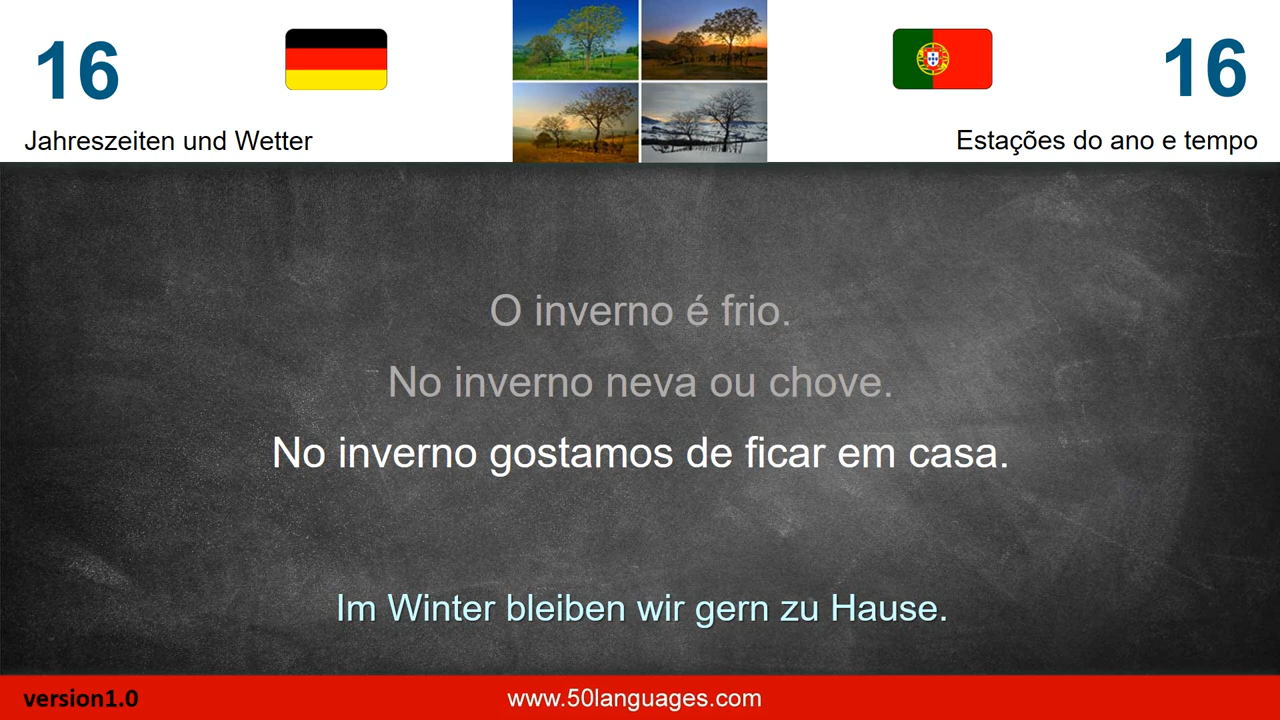 16
16
Jahreszeiten und Wetter
Estações do ano e tempo
O inverno é frio.
No inverno neva ou chove.
No inverno gostamos de ficar em casa.
Im Winter bleiben wir gern zu Hause.
version1.0
www.50languages.com